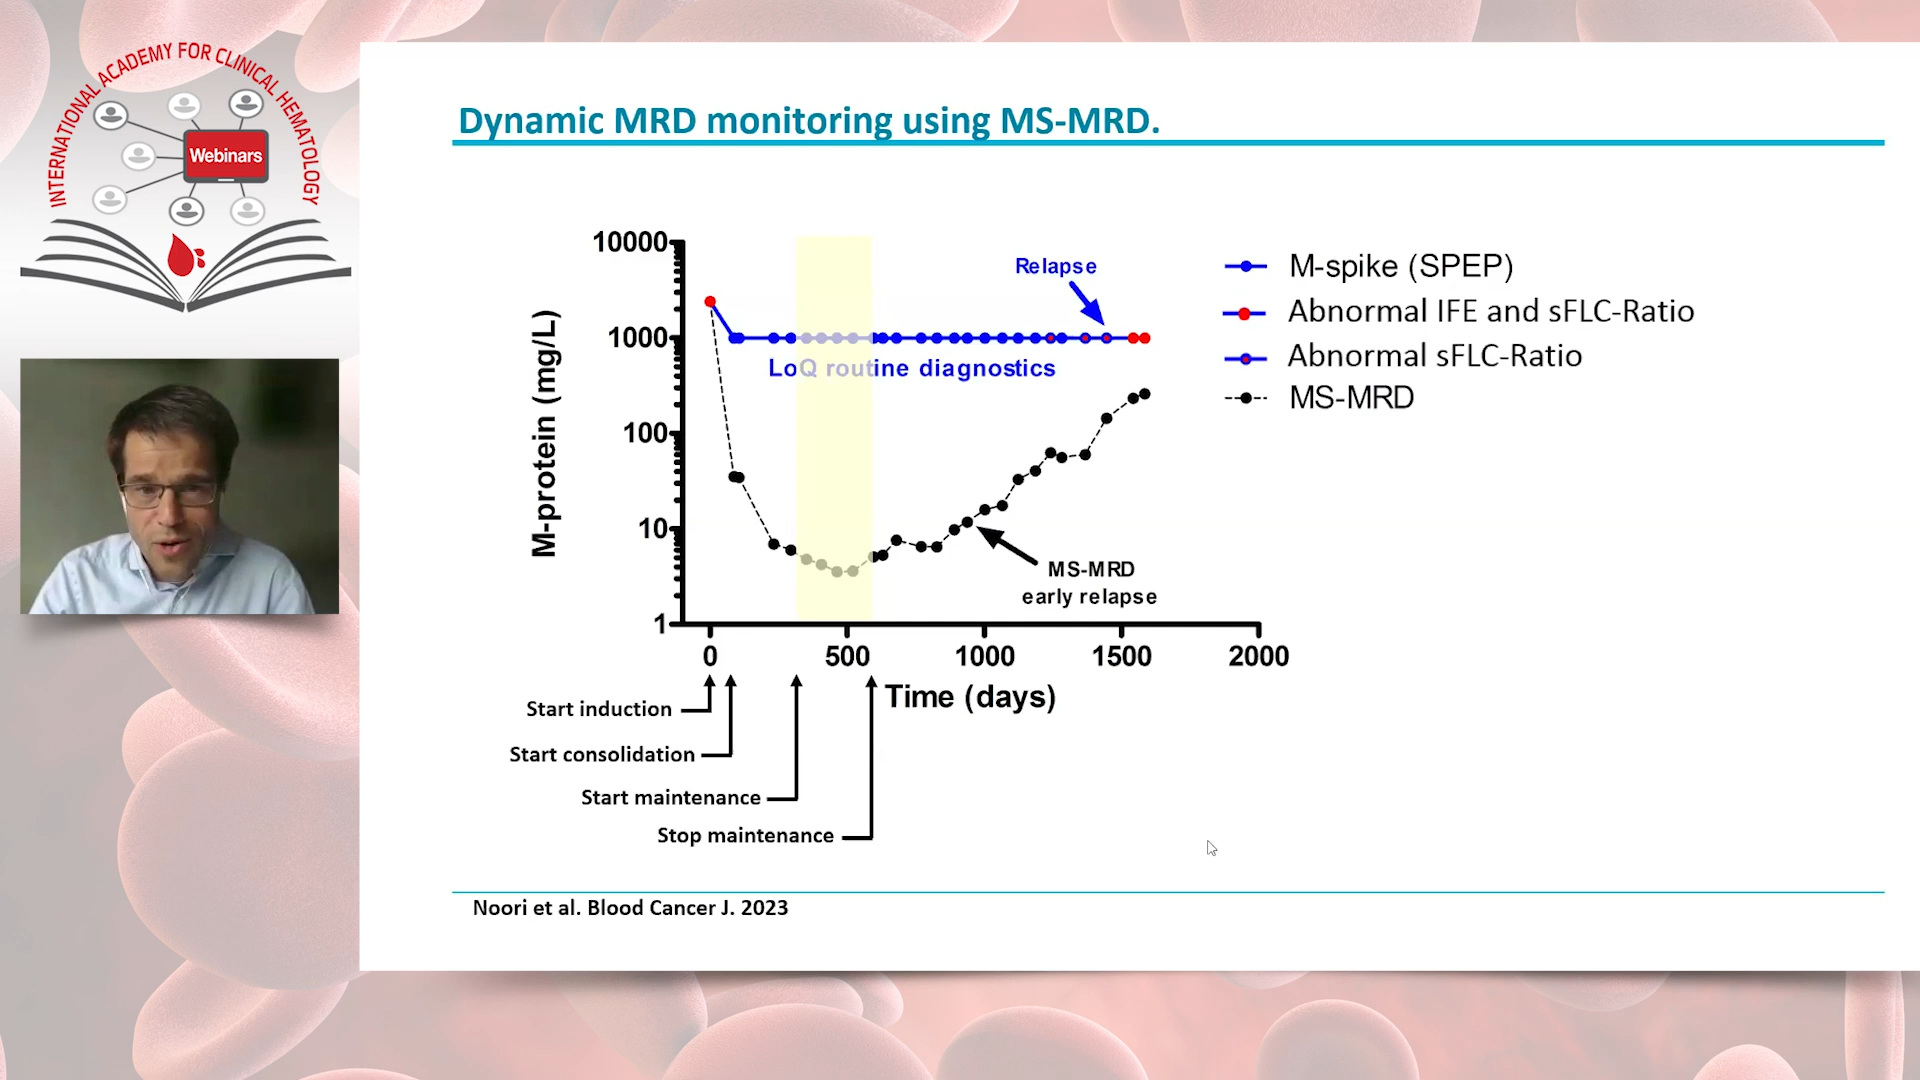 INTERNATIONAL ACADEMY FOR CLINICAL HEMATOLOGY
Webinars
Dynamic MRD monitoring using MS-MRD.
M-protein (mg/L)
10000
1000
100
10
1
Relapse
LoQ routine diagnostics
MS-MRD
early relapse
0
500
1000
1500
2000
Time (days)
M-spike (SPEP)
Abnormal IFE and sFLC-Ratio
Abnormal sFLC-Ratio
MS-MRD
Start induction
Start consolidation
Start maintenance
Stop maintenance
Noori et al. Blood Cancer J. 2023